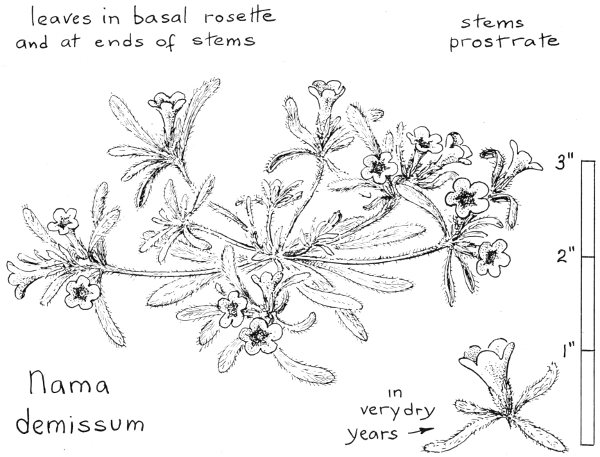 leaves in basal rosette
and at ends of stems
stems
prostrate
3"
2"
1"
Nama
demissum
in
very dry
years